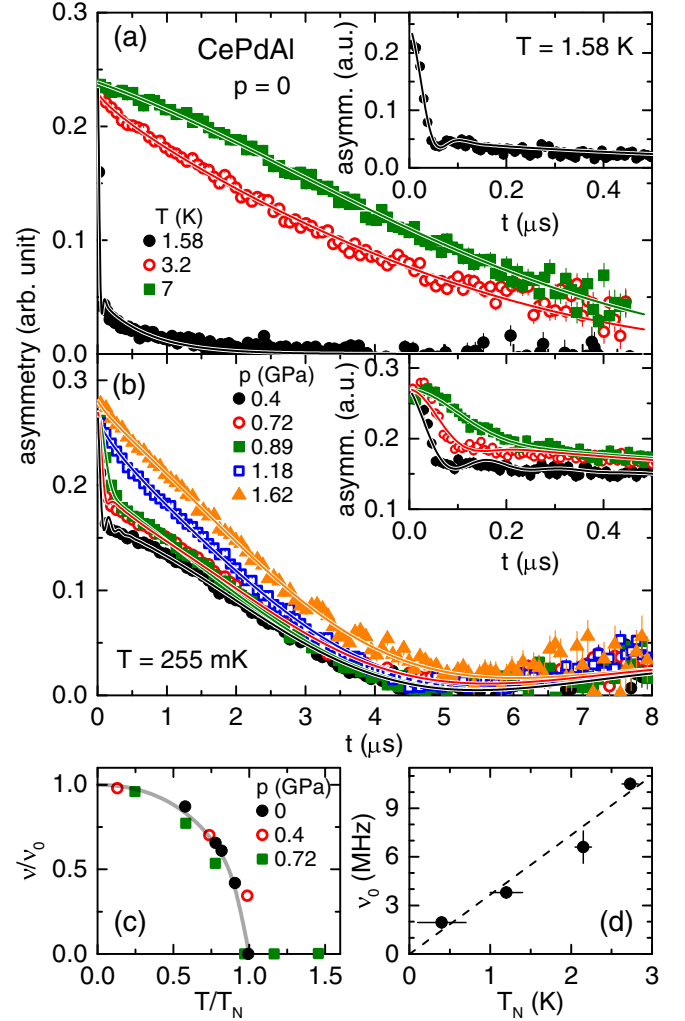 (a)
CePdAl
p = 0
T (K)
1.58
3.2
7
0.3
0.2
0.1
0.0
T = 1.58 K
asymm. (a.u.)
0.2
0.1
0.0
0.0 0.2 0.4
t (μs)
asymmetry (arb. unit)
(b)
p (GPa)
0.4
0.72
0.89
1.18
1.62
T = 255 mK
0.3
0.2
0.1
0.0
0 1 2 3 4 5 6 7 8
t (μs)
asymm. (a.u.)
0.3
0.2
0.1
0.0 0.2 0.4
t (μs)
(c)
p (GPa)
0
0.4
0.72
ν/ν0
1.0
0.5
0.0
0.0 0.5 1.0 1.5
T/TN
(d)
ν0 (MHz)
9
6
3
0
0 1 2 3
TN (K)